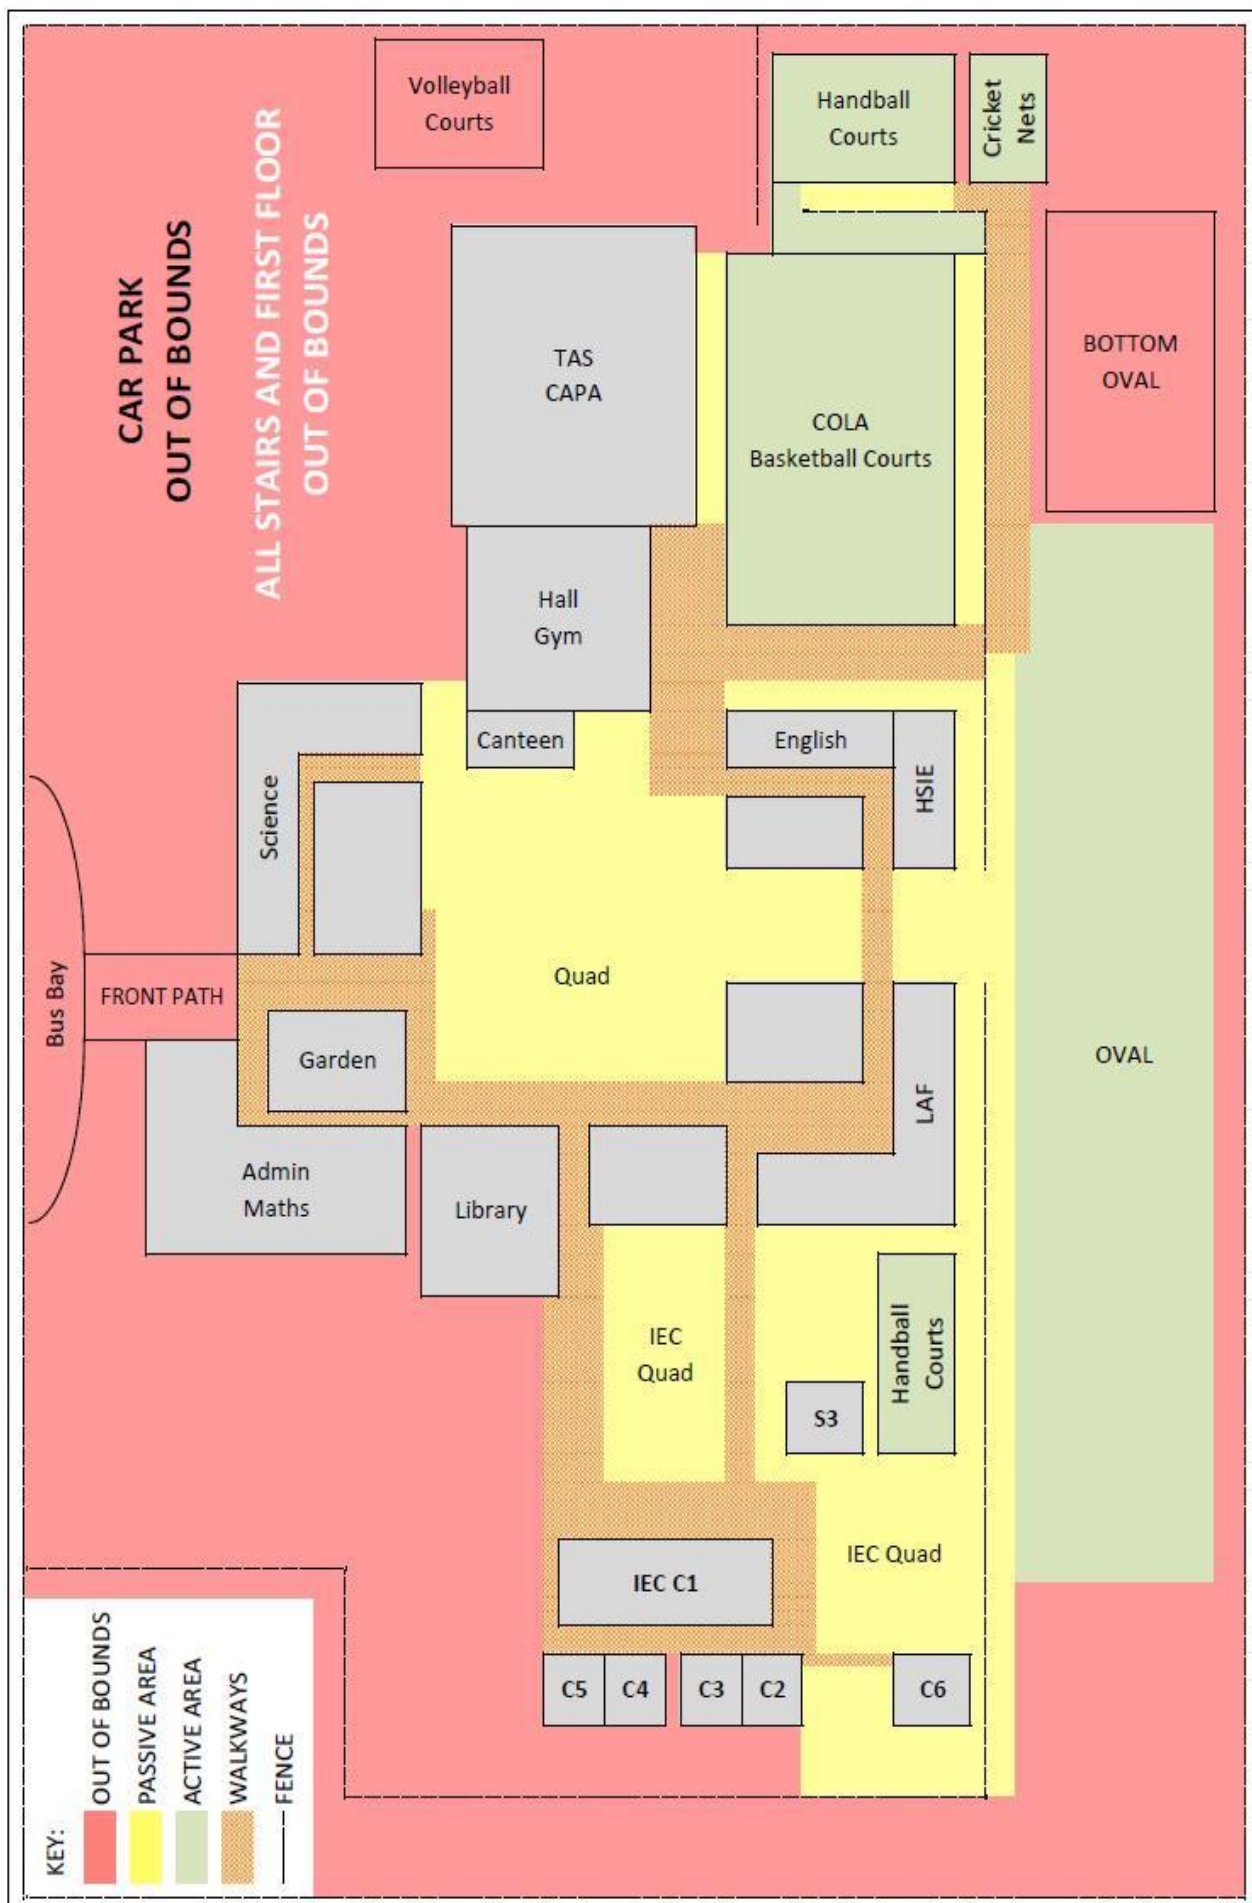 Volleyball
Courts
Handball
Courts
Cricket
Nets
CAR PARK
OUT OF BOUNDS
ALL STAIRS AND FIRST FLOOR
OUT OF BOUNDS
TAS
CAPA
COLA
Basketball Courts
BOTTOM
OVAL
Hall
Gym
Canteen
English
HSIE
Science
Bus Bay
FRONT PATH
Quad
Garden
OVAL
LAF
Admin
Maths
Library
IEC
Quad
Handball
Courts
S3
IEC Quad
IEC C1
C5
C4
C3
C2
C6
KEY:
OUT OF BOUNDS
PASSIVE AREA
ACTIVE AREA
WALKWAYS
FENCE